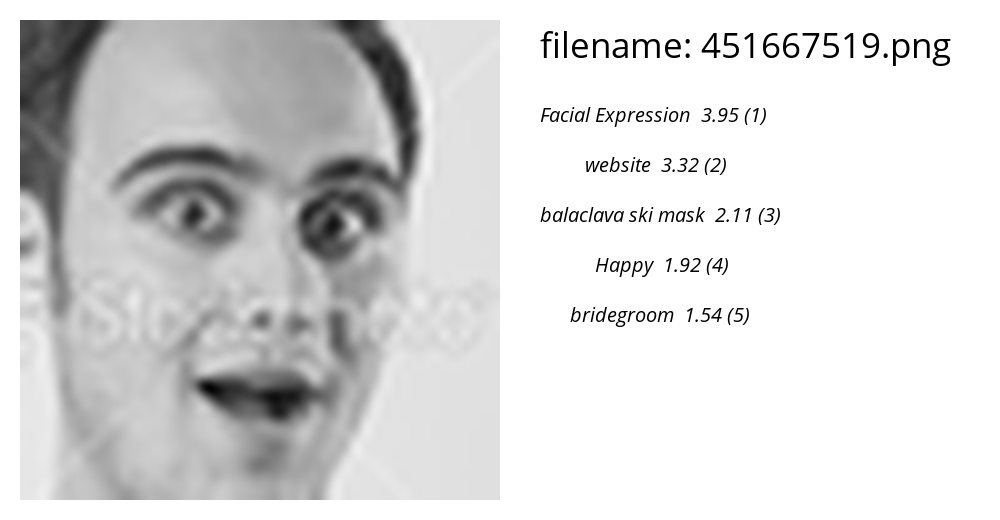 filename: 451667519.png
Facial Expression 3.95 (1)
website 3.32 (2)
balaclava ski mask 2.11 (3)
Happy 1.92 (4)
bridegroom 1.54 (5)